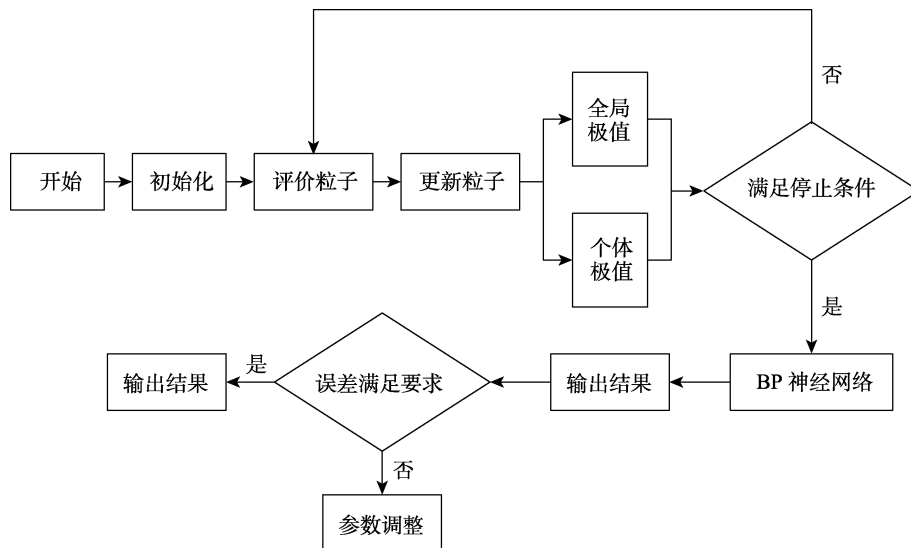 否
全局
极值
开始
初始化
评价粒子
更新粒子
满足停止条件
个体
极值
是
BP 神经网络
输出结果
误差满足要求
是
输出结果
否
参数调整